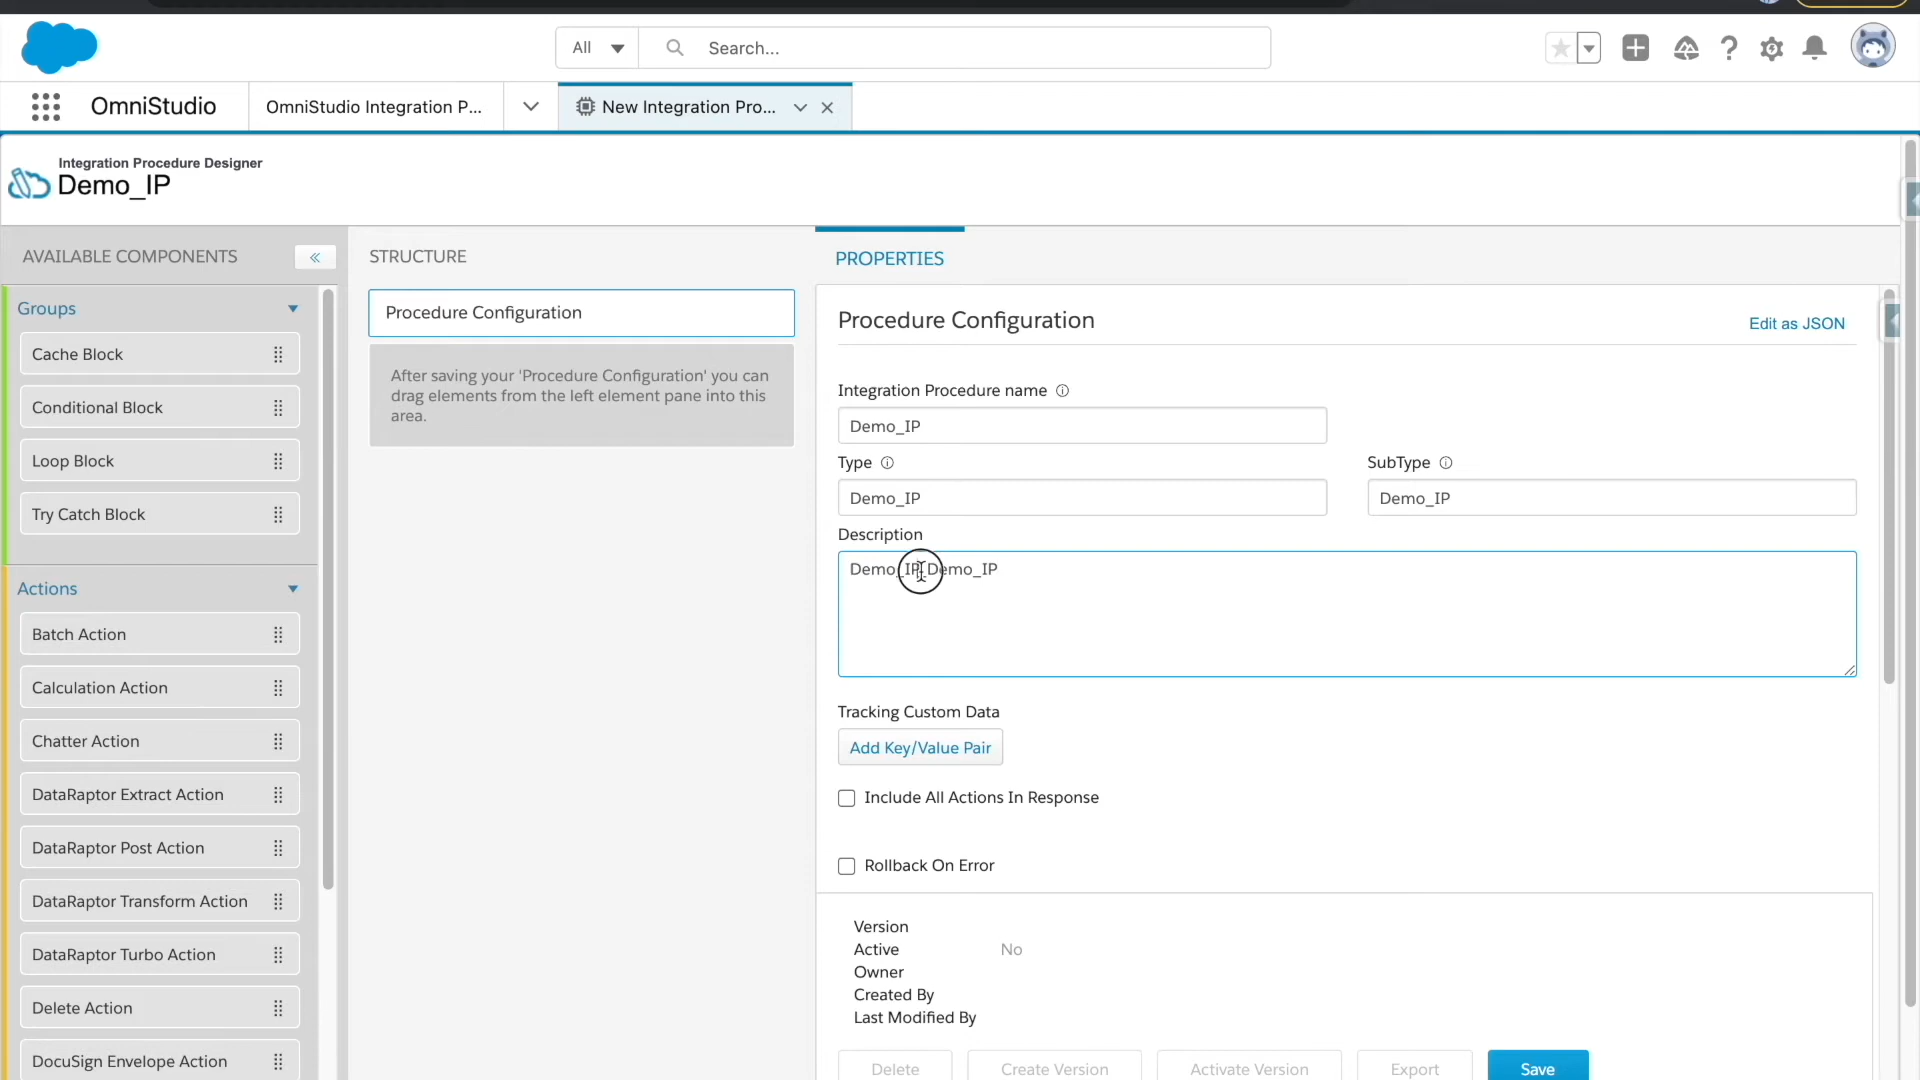 All
Search...
OmniStudio
OmniStudio Integration P...
New Integration Pro...
Integration Procedure Designer
Demo_IP
AVAILABLE COMPONENTS
Groups
Cache Block
Conditional Block
Loop Block
Try Catch Block
Actions
Batch Action
Calculation Action
Chatter Action
DataRaptor Extract Action
DataRaptor Post Action
DataRaptor Transform Action
DataRaptor Turbo Action
Delete Action
DocuSign Envelope Action
STRUCTURE
Procedure Configuration
After saving your 'Procedure Configuration' you can
drag elements from the left element pane into this
area.
PROPERTIES
Procedure Configuration
Edit as JSON
Integration Procedure name
Demo_IP
Type
SubType
Demo_IP
Demo_IP
Description
Demo_IP_Demo_IP
Tracking Custom Data
Add Key/Value Pair
Include All Actions In Response
Rollback On Error
Version
Active No
Owner
Created By
Last Modified By
Delete
Create Version
Activate Version
Export
Save